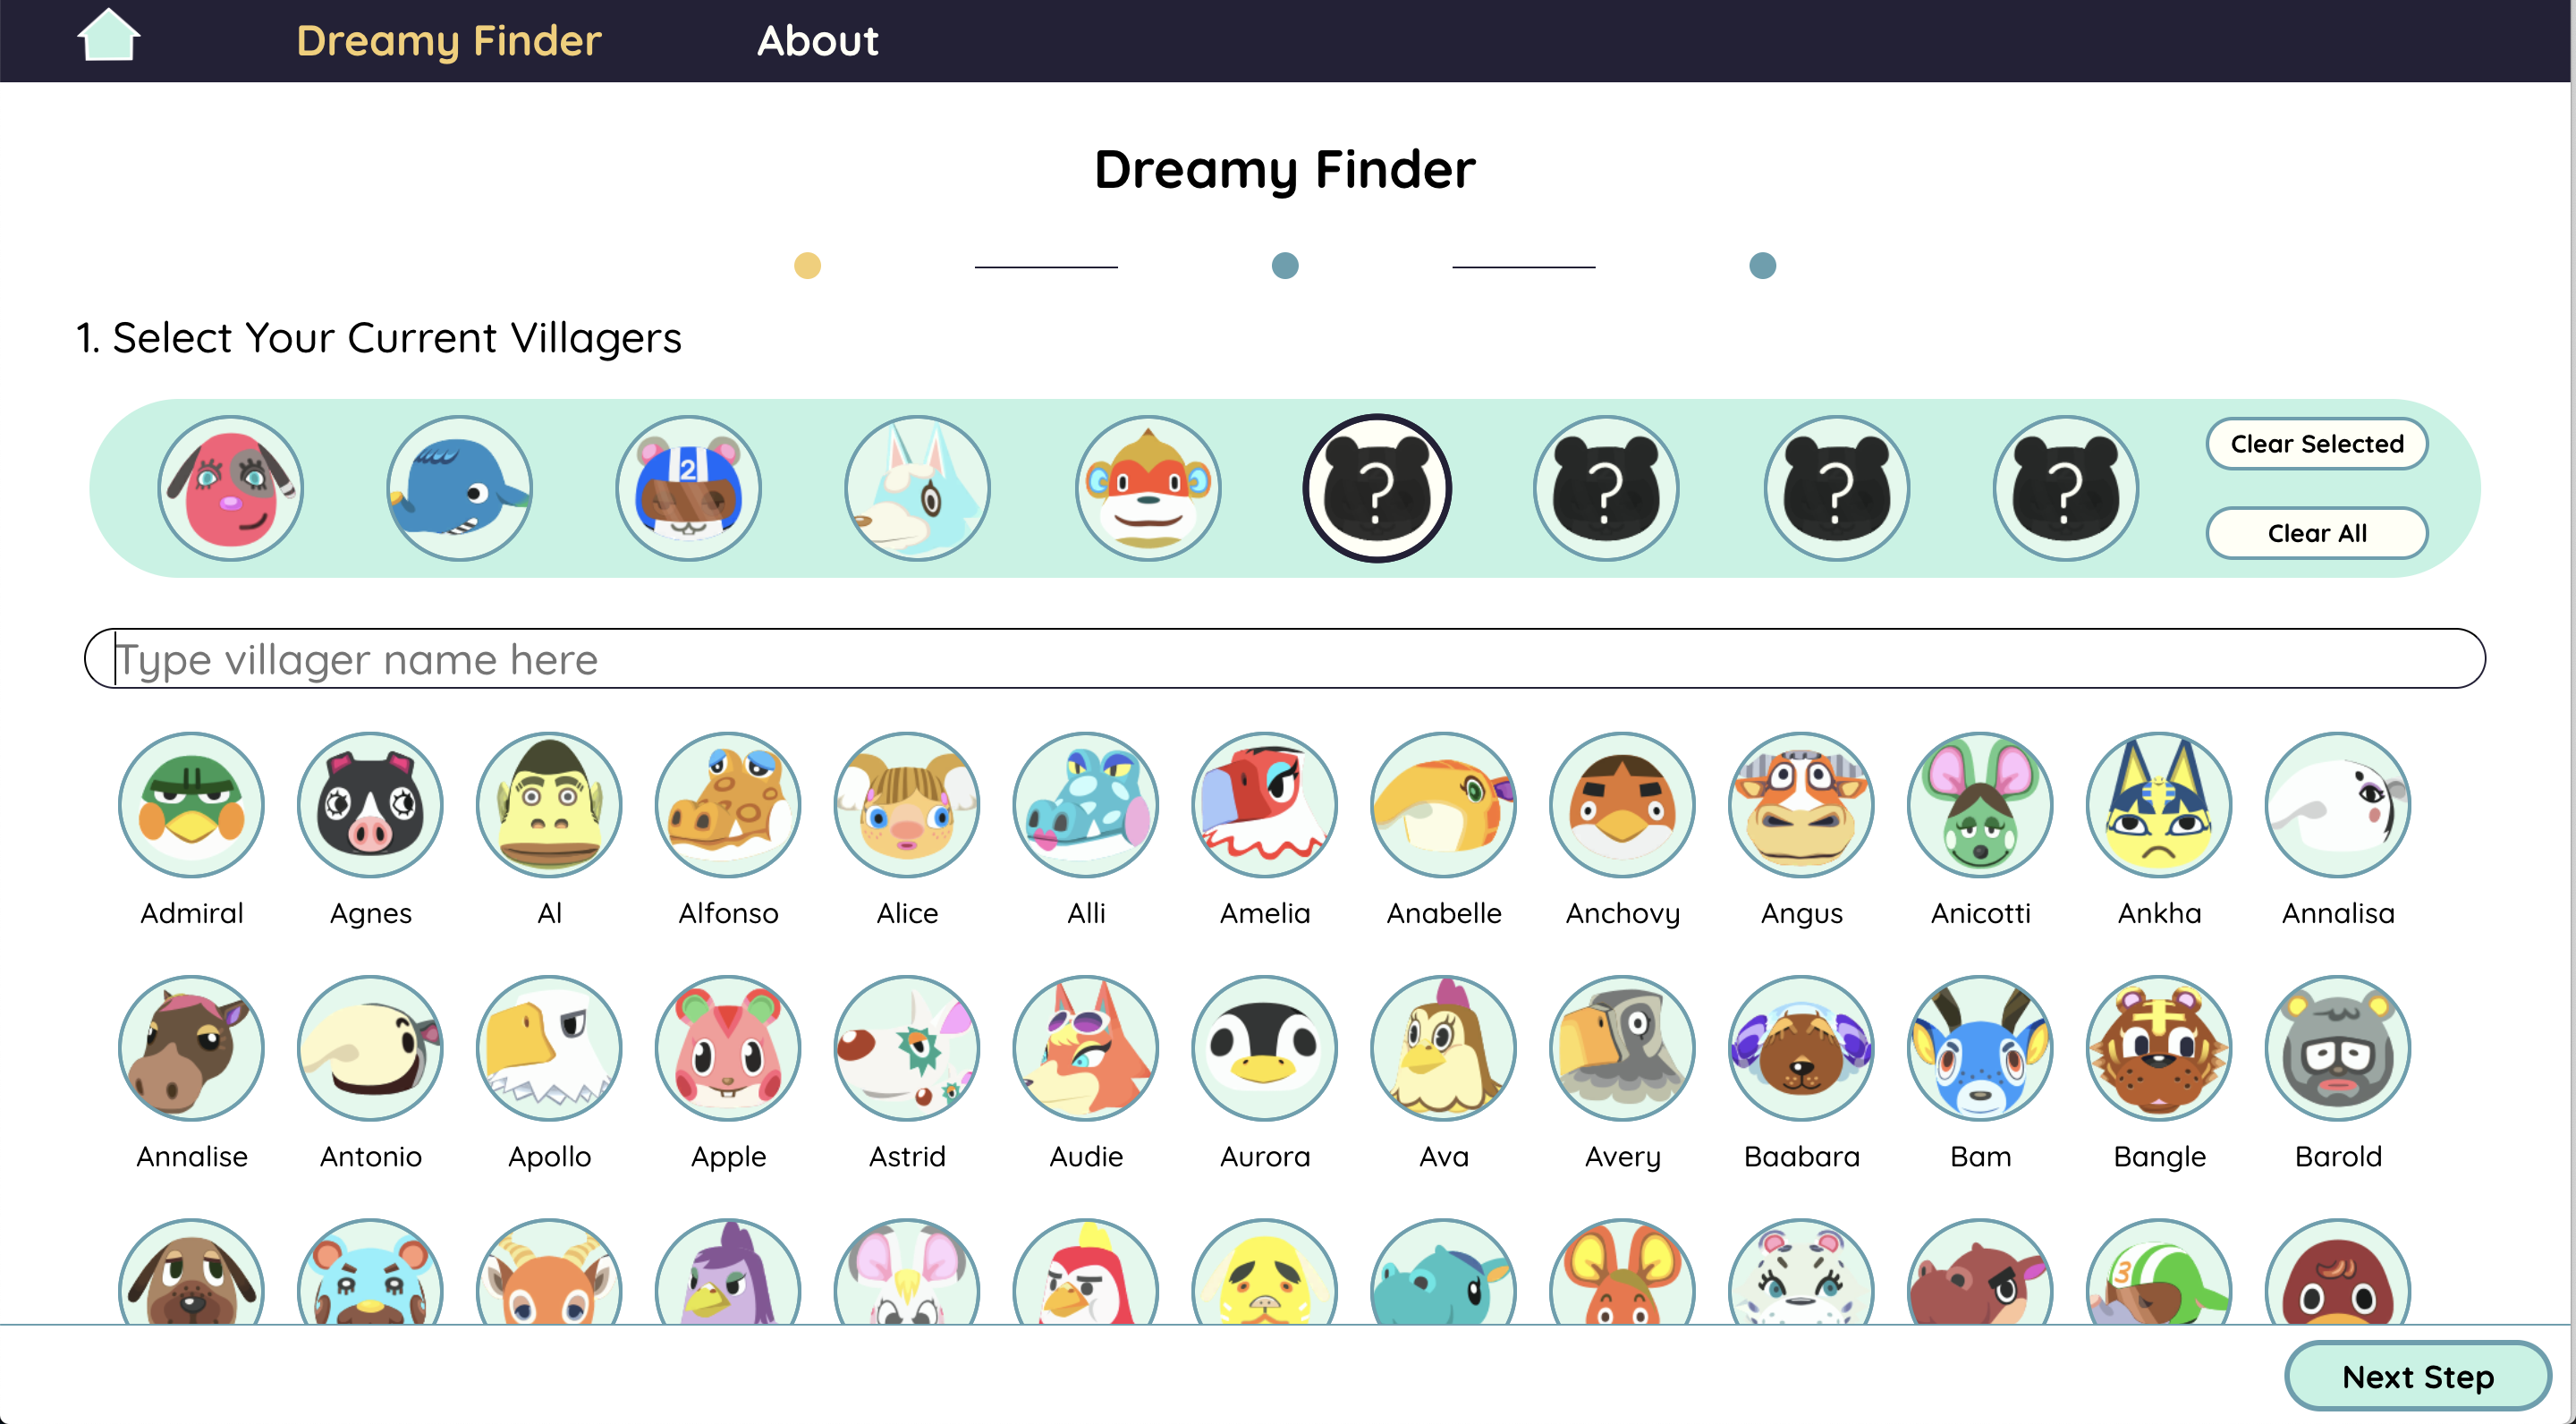 Dreamy Finder About
Dreamy Finder
1. Select Your Current Villagers
2
?
?
?
?
Clear Selected
Clear All
Type villager name here
Admiral Agnes Al Alfonso Alice Alli Amelia Anabelle Anchovy Angus Anicotti Ankha Annalisa
Annalise Antonio Apollo Apple Astrid Audie Aurora Ava Avery Baabara Bam Bangle Barold
3
Next Step